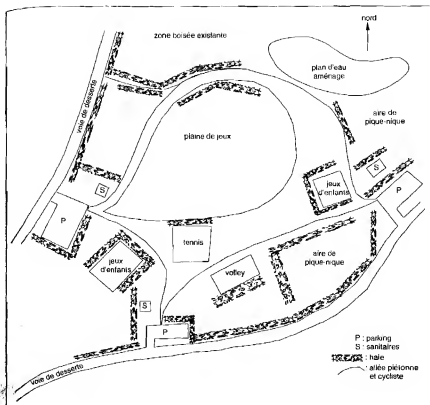 zone boisée existante
nord
plan d'eau
aménagé
voie de desserte
plaine de jeux
aire de
pique-nique
S
jeux
d'enfants
P
S
P
tennis
jeux
d'enfants
volley
aire de
pique-nique
S
P
voie de desserte
P : parking
S : sanitaires
: haie
: allée piétonne
et cycliste